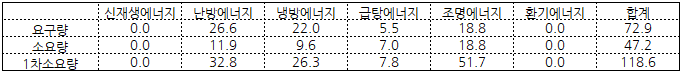 신재생에너지 난방에너지 냉방에너지 급탕에너지 조명에너지 환기에너지 합계
요구량 0.0 26.6 22.0 5.5 18.8 0.0 72.9
소요량 0.0 11.9 9.6 7.0 18.8 0.0 47.2
1차소요량 0.0 32.8 26.3 7.8 51.7 0.0 118.6